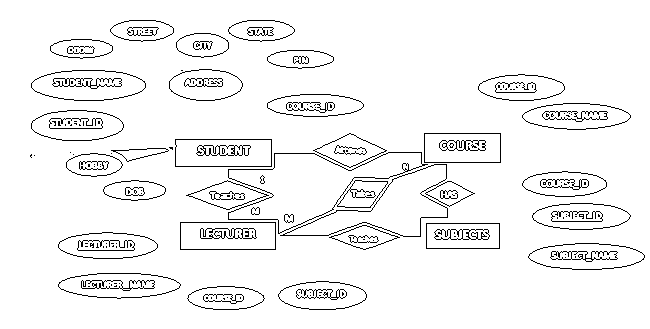 STREET
STATE
CITY
DOOR#
PIN
STUDENT_NAME
ADDRESS
COURSE_ID
COURSE_ID
COURSE_NAME
STUDENT_ID
STUDENT
Attends
COURSE
HOBBY
N
1
DOB
Teaches
Takes
HAS
COURSE_ID
M
M
SUBJECT_ID
LECTURER
Teaches
SUBJECTS
LECTURER_ID
SUBJECT_NAME
LECTURER_NAME
COURSE_ID
SUBJECT_ID